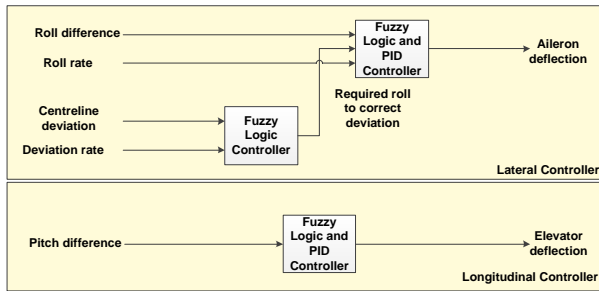 Roll difference
Roll rate
Fuzzy
Logic and
PID
Controller
Aileron
deflection
Required roll
to correct
deviation
Centreline
deviation
Deviation rate
Fuzzy
Logic
Controller
Lateral Controller
Pitch difference
Fuzzy
Logic and
PID
Controller
Elevator
deflection
Longitudinal Controller